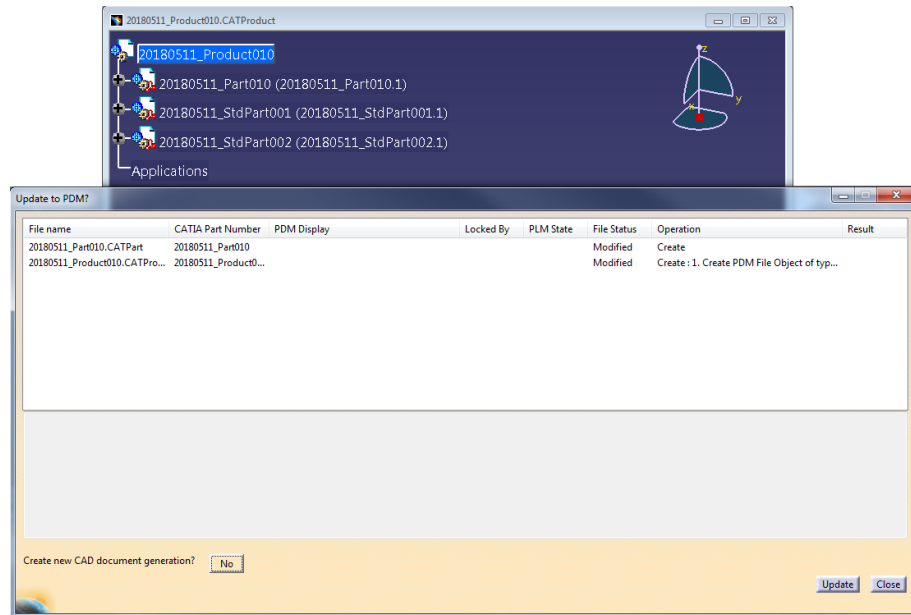 20180511_Product010.CATProduct
20180511_Product010
z
20180511_Part010 (20180511_Part010.1)
y
x
20180511_StdPart001 (20180511_StdPart001.1)
20180511_StdPart002 (20180511_StdPart002.1)
Applications
Update to PDM?
File name CATIA Part Number PDM Display Locked By PLM State File Status Operation Result
20180511_Part010.CATPart 20180511_Part010 Modified Create
20180511_Product010.CATPro... 20180511_Product0... Modified Create : 1. Create PDM File Object of typ...
Create new CAD document generation? No
Update Close